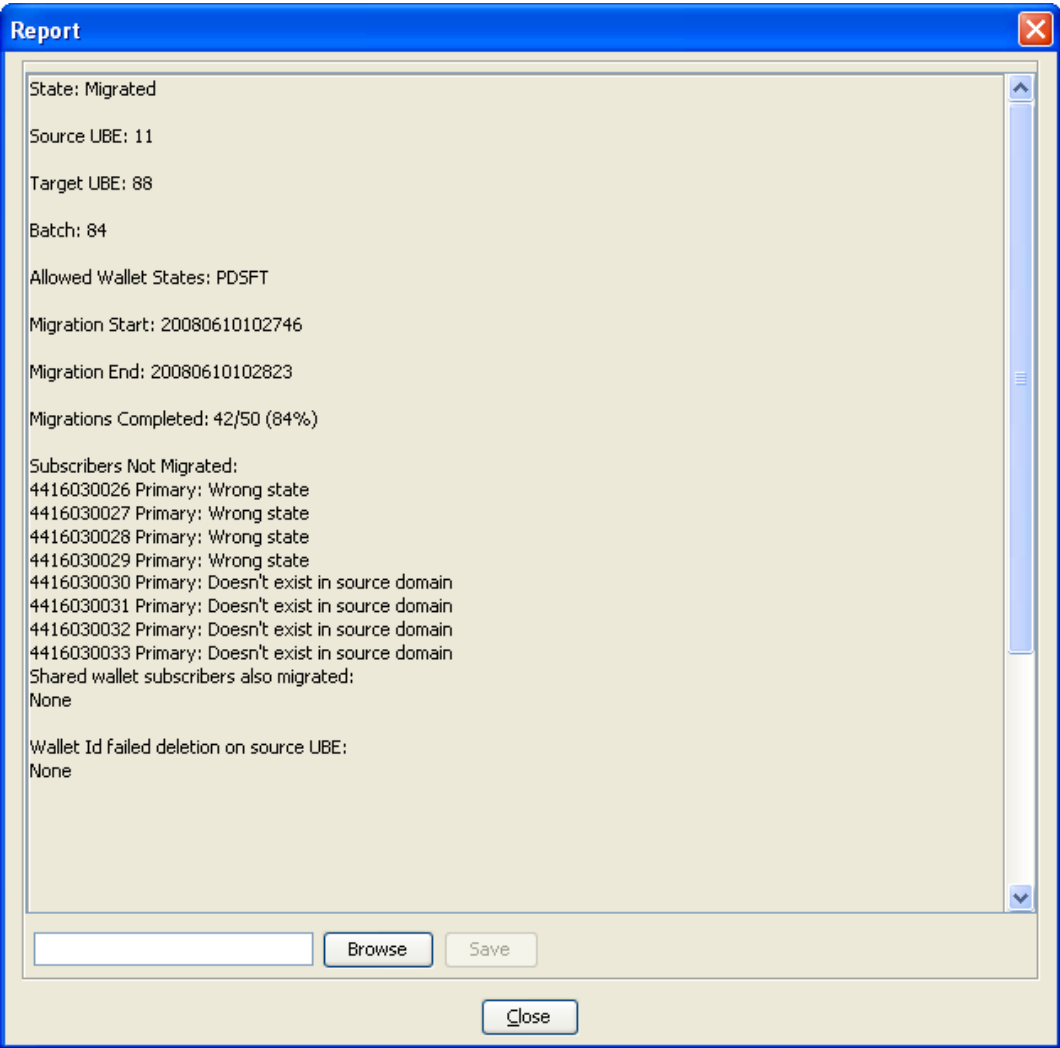 Report
State: Migrated
Source UBE: 11
Target UBE: 88
Batch: 84
Allowed Wallet States: PDSFT
Migration Start: 20080610102746
Migration End: 20080610102823
Migrations Completed: 42/50 (84%)
Subscribers Not Migrated:
4416030026 Primary: Wrong state
4416030027 Primary: Wrong state
4416030028 Primary: Wrong state
4416030029 Primary: Wrong state
4416030030 Primary: Doesn't exist in source domain
4416030031 Primary: Doesn't exist in source domain
4416030032 Primary: Doesn't exist in source domain
4416030033 Primary: Doesn't exist in source domain
Shared wallet subscribers also migrated:
None
Wallet Id failed deletion on source UBE:
None
Browse Save
Close